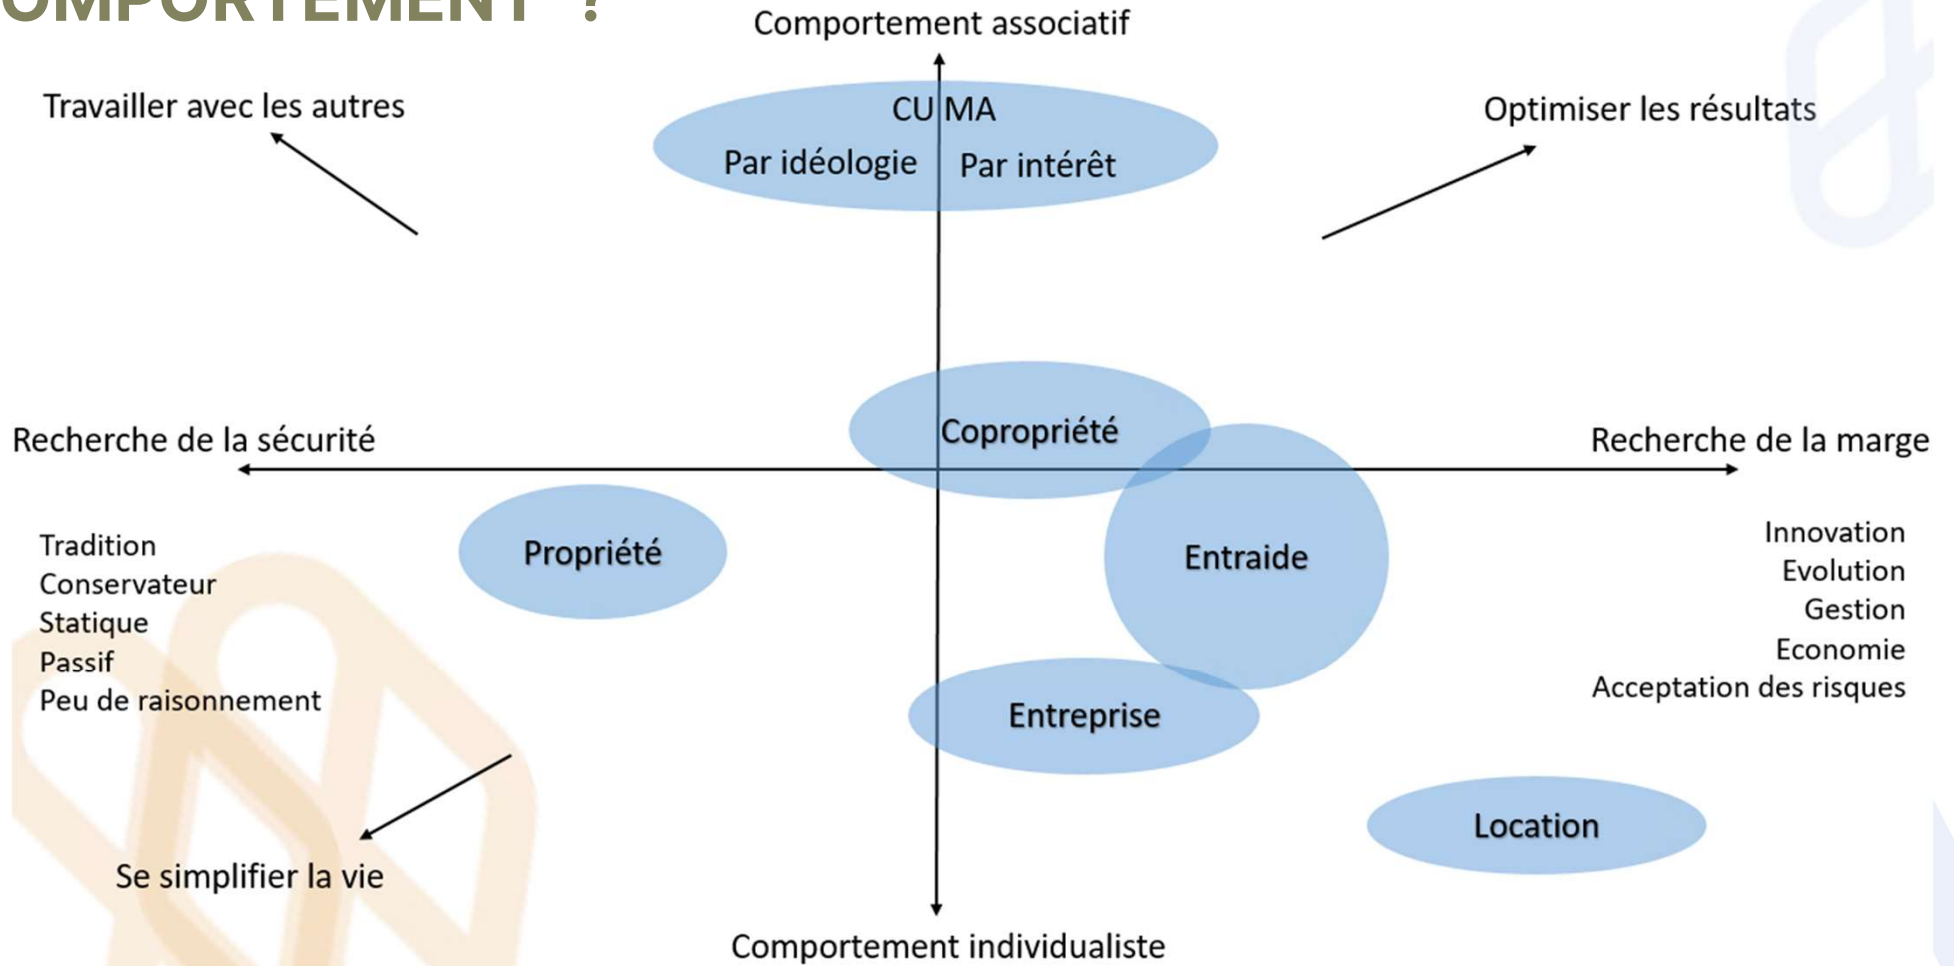 OMPORTEMENT ?
Comportement associatif
Travailler avec les autres
CUMA
Optimiser les résultats
Par idéologie
Par intérêt
Copropriété
Recherche de la sécurité
Recherche de la marge
Propriété
Entraide
Tradition
Conservateur
Statique
Passif
Peu de raisonnement
Innovation
Evolution
Gestion
Economie
Acceptation des risques
Entreprise
Location
Se simplifier la vie
Comportement individualiste